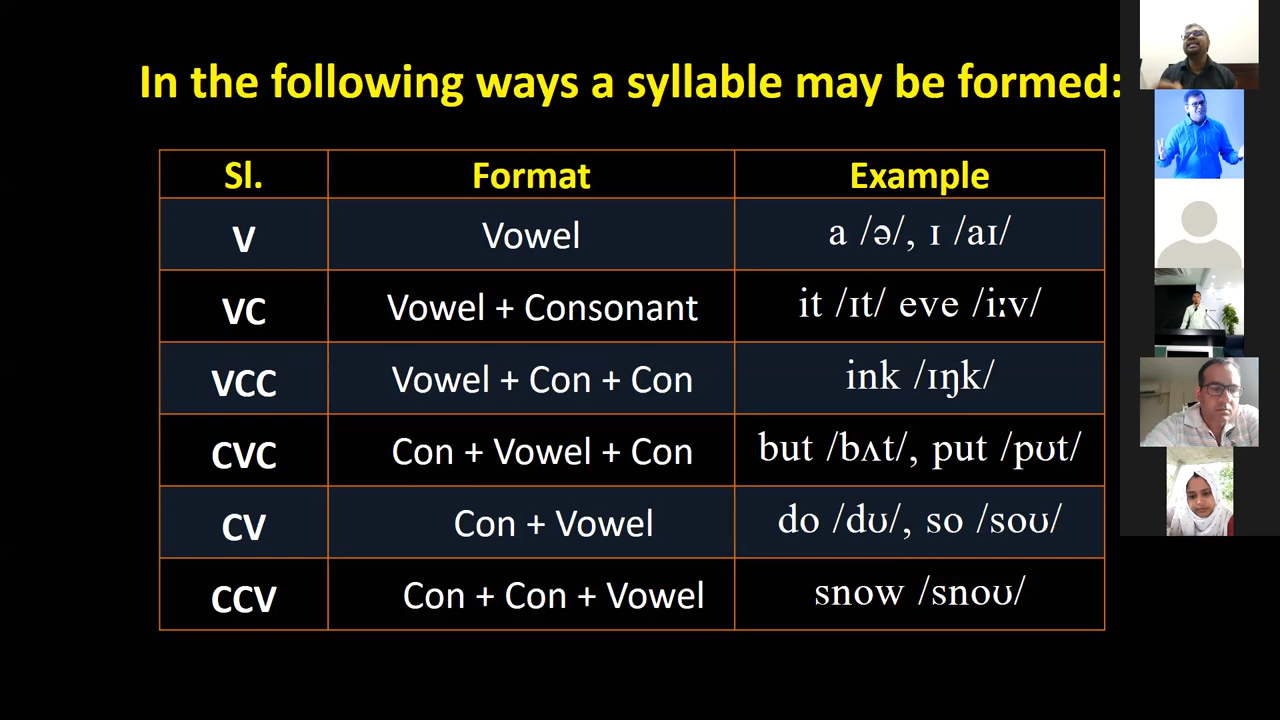 In the following ways a syllable may be formed:
Sl. Format Example
V Vowel a /ə/, ɪ /aɪ/
VC Vowel + Consonant it /ɪt/ eve /iːv/
VCC Vowel + Con + Con ink /ɪŋk/
CVC Con + Vowel + Con but /bʌt/, put /pʊt/
CV Con + Vowel do /dʊ/, so /soʊ/
CCV Con + Con + Vowel snow /snoʊ/